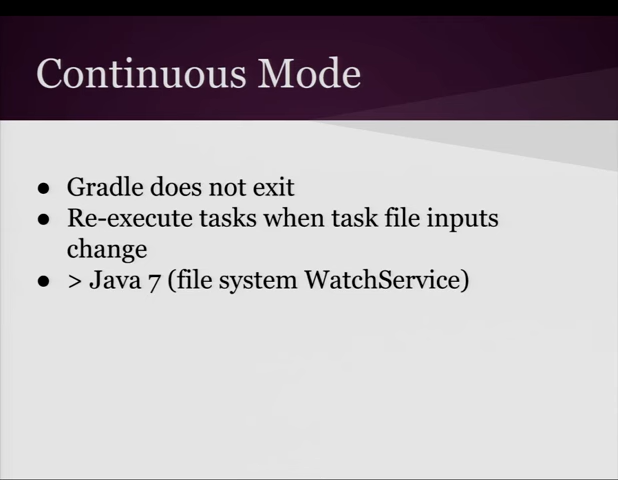 Continuous Mode
● Gradle does not exit
● Re-execute tasks when task file inputs
change
● > Java 7 (file system WatchService)